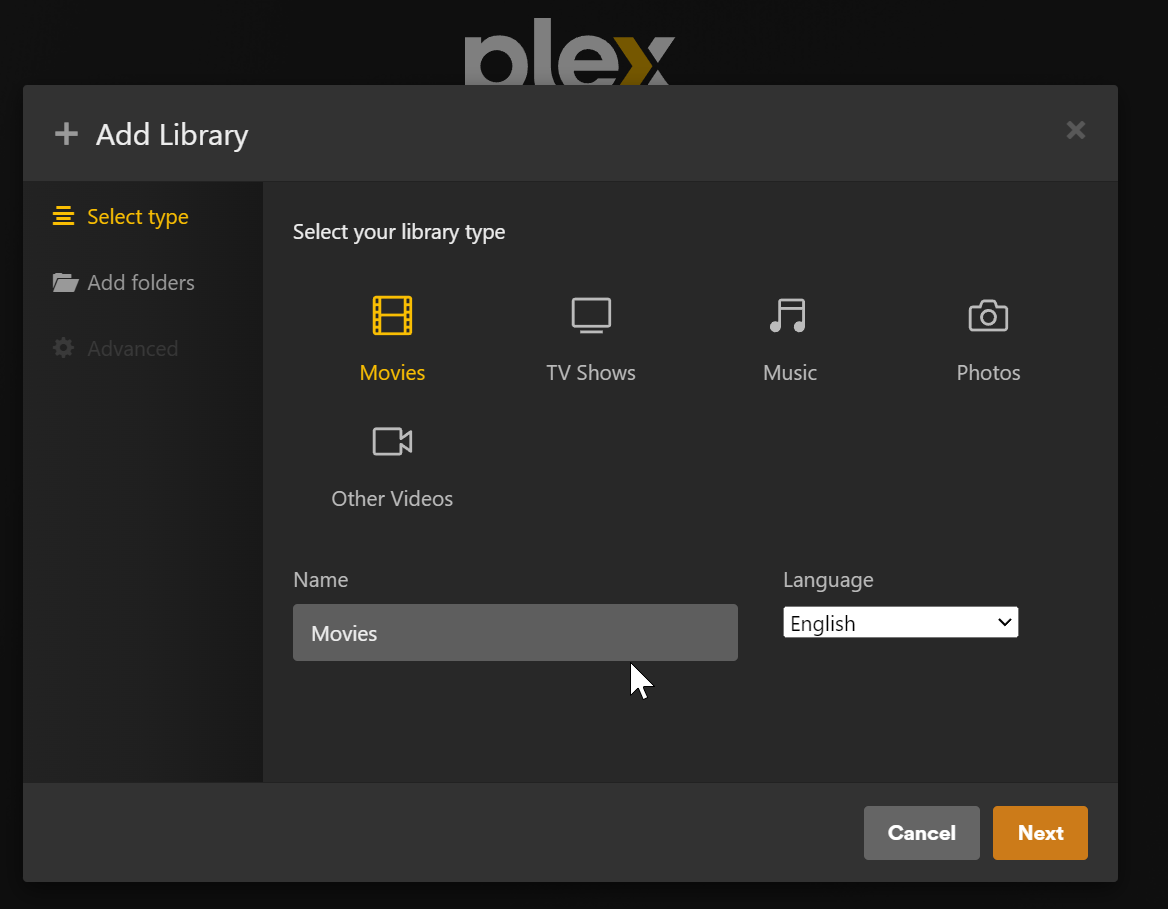 plex
Add Library
Select type
Add folders
Advanced
Select your library type
Movies
TV Shows
Music
Photos
Other Videos
Name
Language
Movies
English
Cancel
Next